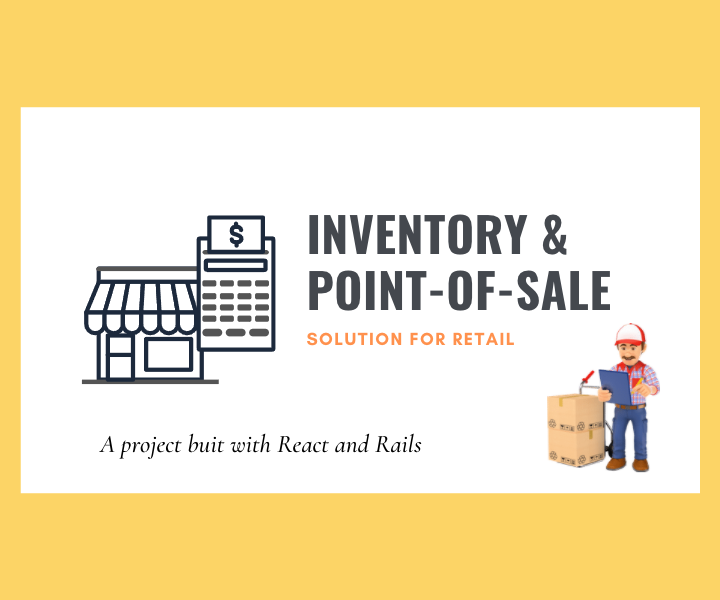 $
INVENTORY &
POINT-OF-SALE
SOLUTION FOR RETAIL
A project buit with React and Rails